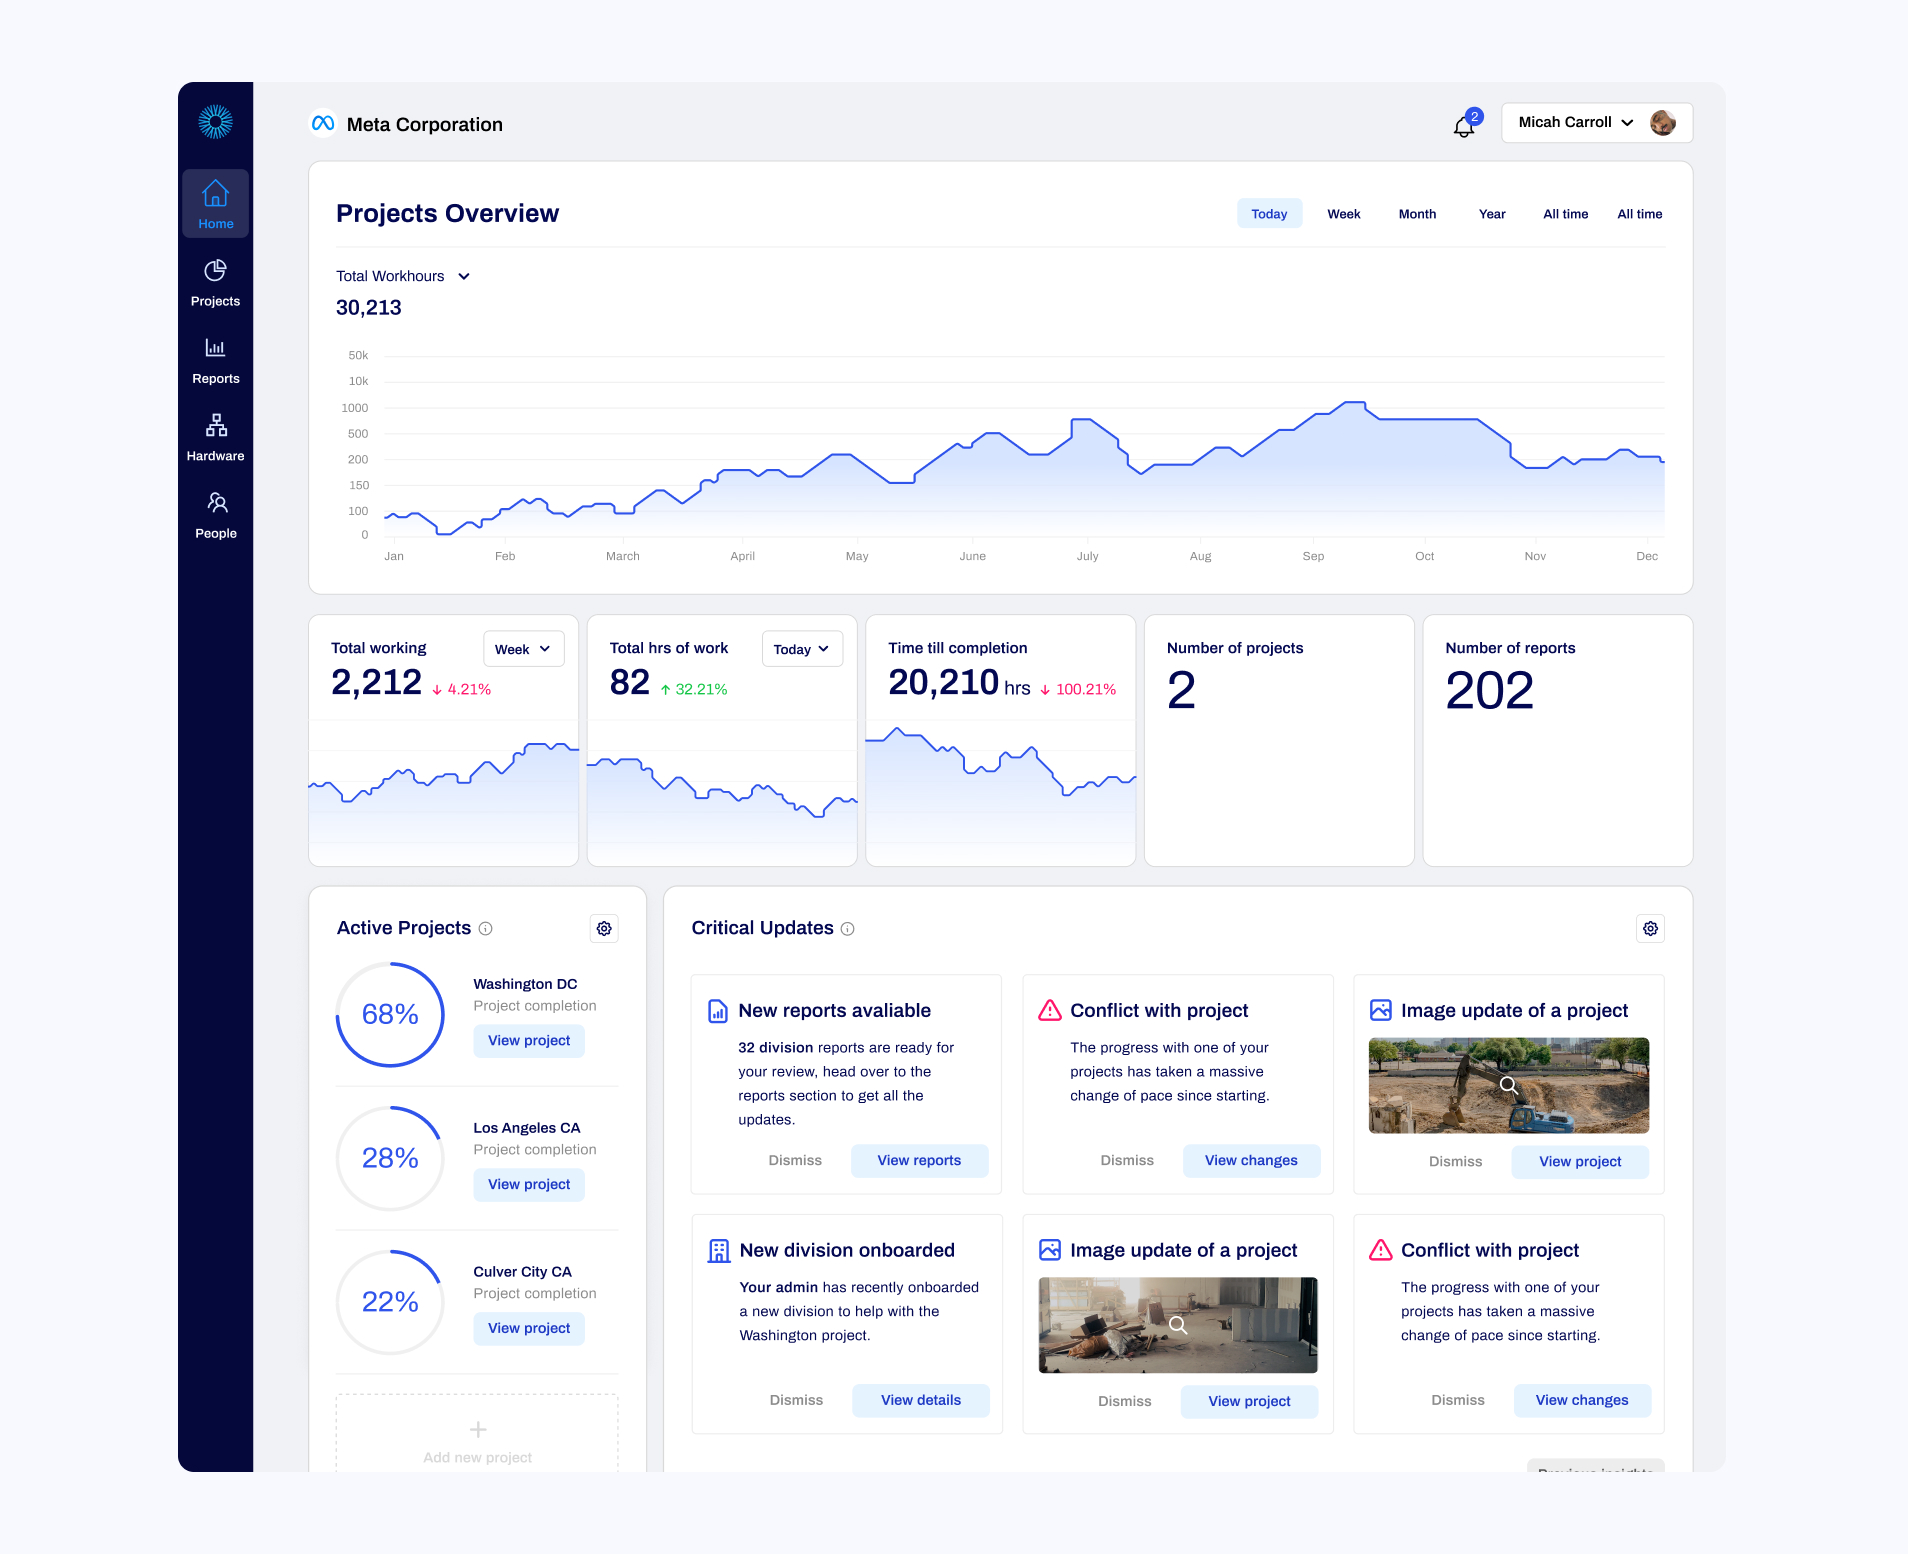 Meta Corporation
2
Micah Carroll
Home
Projects
Reports
Hardware
People
Projects Overview
Today Week Month Year All time All time
Total Workhours
30,213
50k
10k
1000
500
200
150
100
0
Jan Feb March April May June July Aug Sep Oct Nov Dec
Total working
Week
2,212 ↓ 4.21%
Total hrs of work
Today
82 ↑ 32.21%
Time till completion
20,210 hrs ↓ 100.21%
Number of projects
2
Number of reports
202
Active Projects
68%
Washington DC
Project completion
View project
28%
Los Angeles CA
Project completion
View project
22%
Culver City CA
Project completion
View project
+
Add new project
Critical Updates
New reports avaliable
32 division reports are ready for
your review, head over to the
reports section to get all the
updates.
Dismiss View reports
Conflict with project
The progress with one of your
projects has taken a massive
change of pace since starting.
Dismiss View changes
Image update of a project
Dismiss View project
New division onboarded
Your admin has recently onboarded
a new division to help with the
Washington project.
Dismiss View details
Image update of a project
Dismiss View project
Conflict with project
The progress with one of your
projects has taken a massive
change of pace since starting.
Dismiss View changes
Previous insights